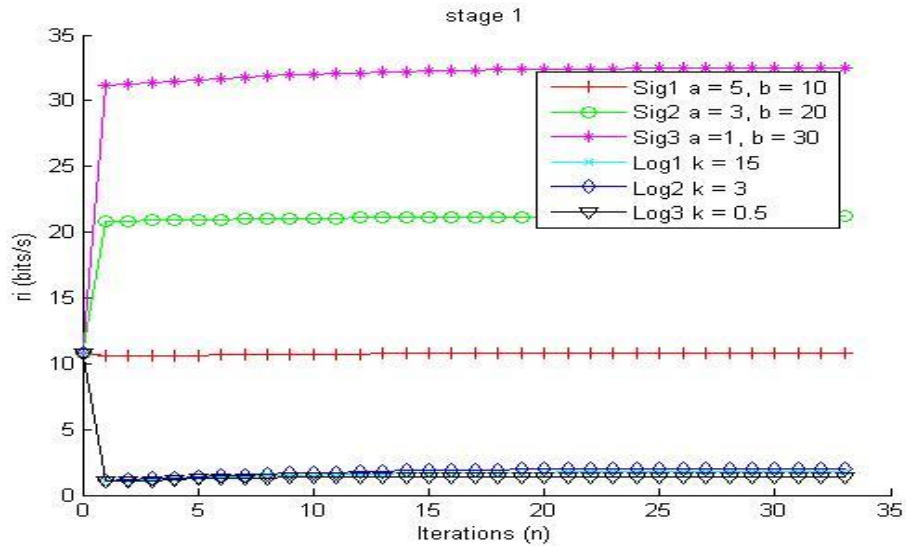 stage 1
ri (bits/s)
35
30
25
20
15
10
5
0
Sig1 a = 5, b = 10
Sig2 a = 3, b = 20
Sig3 a =1, b = 30
Log1 k = 15
Log2 k = 3
Log3 k = 0.5
0 5 10 15 20 25 30 35
Iterations (n)